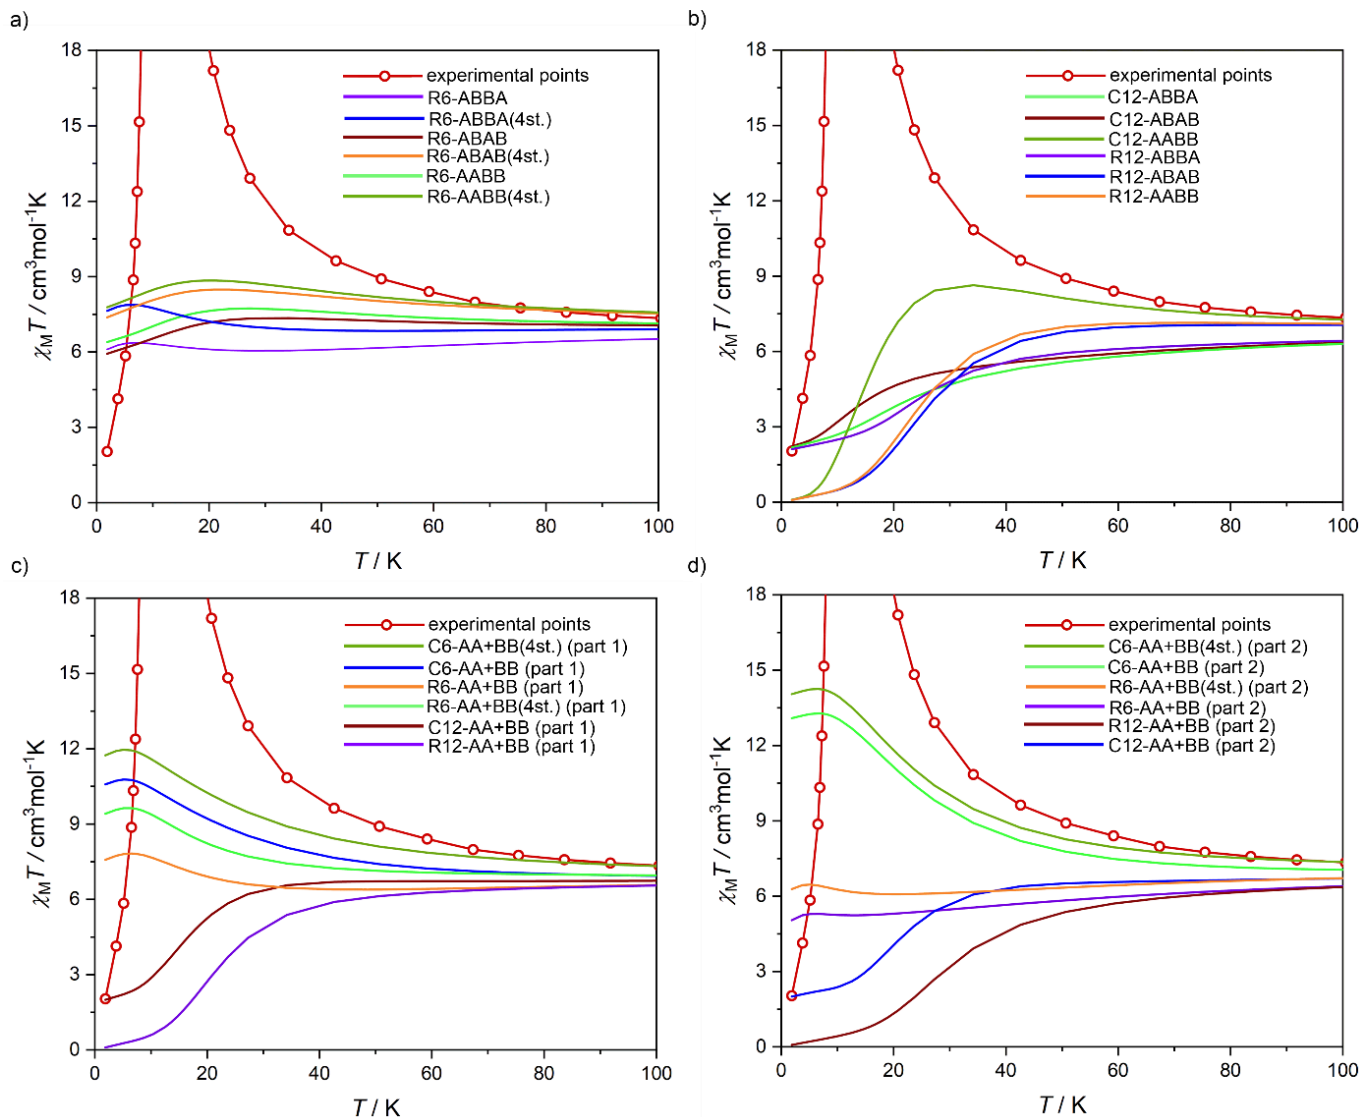 a)
18
15
12
9
6
3
0
χMT / cm³mol⁻¹K
experimental points
R6-ABBA
R6-ABBA(4st.)
R6-ABAB
R6-ABAB(4st.)
R6-AABB
R6-AABB(4st.)
0 20 40 60 80 100
T / K
b)
18
15
12
9
6
3
0
χMT / cm³mol⁻¹K
experimental points
C12-ABBA
C12-ABAB
C12-AABB
R12-ABBA
R12-ABAB
R12-AABB
0 20 40 60 80 100
T / K
c)
18
15
12
9
6
3
0
χMT / cm³mol⁻¹K
experimental points
C6-AA+BB(4st.) (part 1)
C6-AA+BB (part 1)
R6-AA+BB (part 1)
R6-AA+BB(4st.) (part 1)
C12-AA+BB (part 1)
R12-AA+BB (part 1)
0 20 40 60 80 100
T / K
d)
18
15
12
9
6
3
0
χMT / cm³mol⁻¹K
experimental points
C6-AA+BB(4st.) (part 2)
C6-AA+BB (part 2)
R6-AA+BB(4st.) (part 2)
R6-AA+BB (part 2)
R12-AA+BB (part 2)
C12-AA+BB (part 2)
0 20 40 60 80 100
T / K